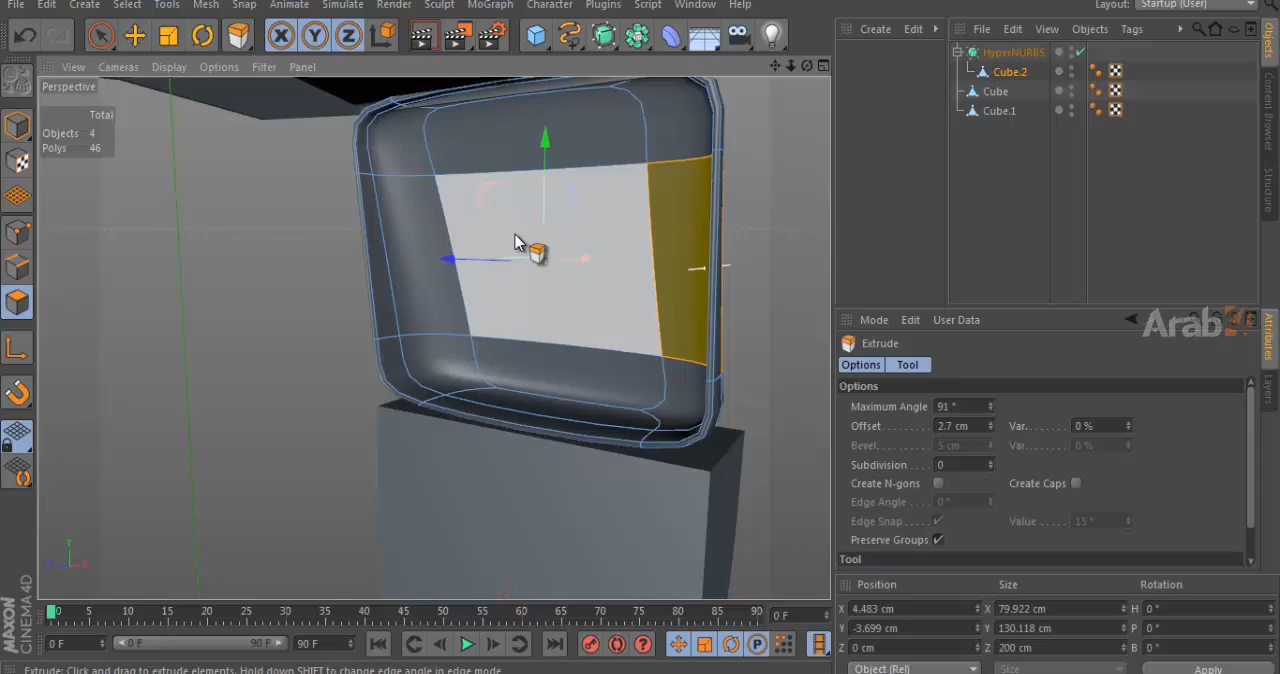 File Edit Create Select Tools Mesh Snap Animate Simulate Render Sculpt MoGraph Character Plugins Script Window Help
Layout: Startup (User)
X Y Z
View Cameras Display Options Filter Panel
Perspective
Total
Objects 4
Polys 46
Y
Z X
Create Edit
File Edit View Objects Tags
HyperNURBS
Cube.2
Cube
Cube.1
Objects
Content Browser
Structure
Mode Edit User Data
Arab
Attributes
Layers
Extrude
Options Tool
Options
Maximum Angle 91 °
Offset 2.7 cm Var. 0 %
Bevel 5 cm Var. 0 %
Subdivision 0
Create N-gons Create Caps
Edge Angle 0 °
Edge Snap Value 15 °
Preserve Groups
Tool
Position Size Rotation
X 4.483 cm X 79.922 cm H 0 °
Y -3.699 cm Y 130.118 cm P 0 °
Z 0 cm Z 200 cm B 0 °
Object (Rel) Size Apply
0 5 10 15 20 25 30 35 40 45 50 55 60 65 70 75 80 85 90 0 F
0 F 0 F 90 F 90 F
P
MAXON
CINEMA 4D
Extrude: Click and drag to extrude elements. Hold down SHIFT to change edge angle in edge mode.